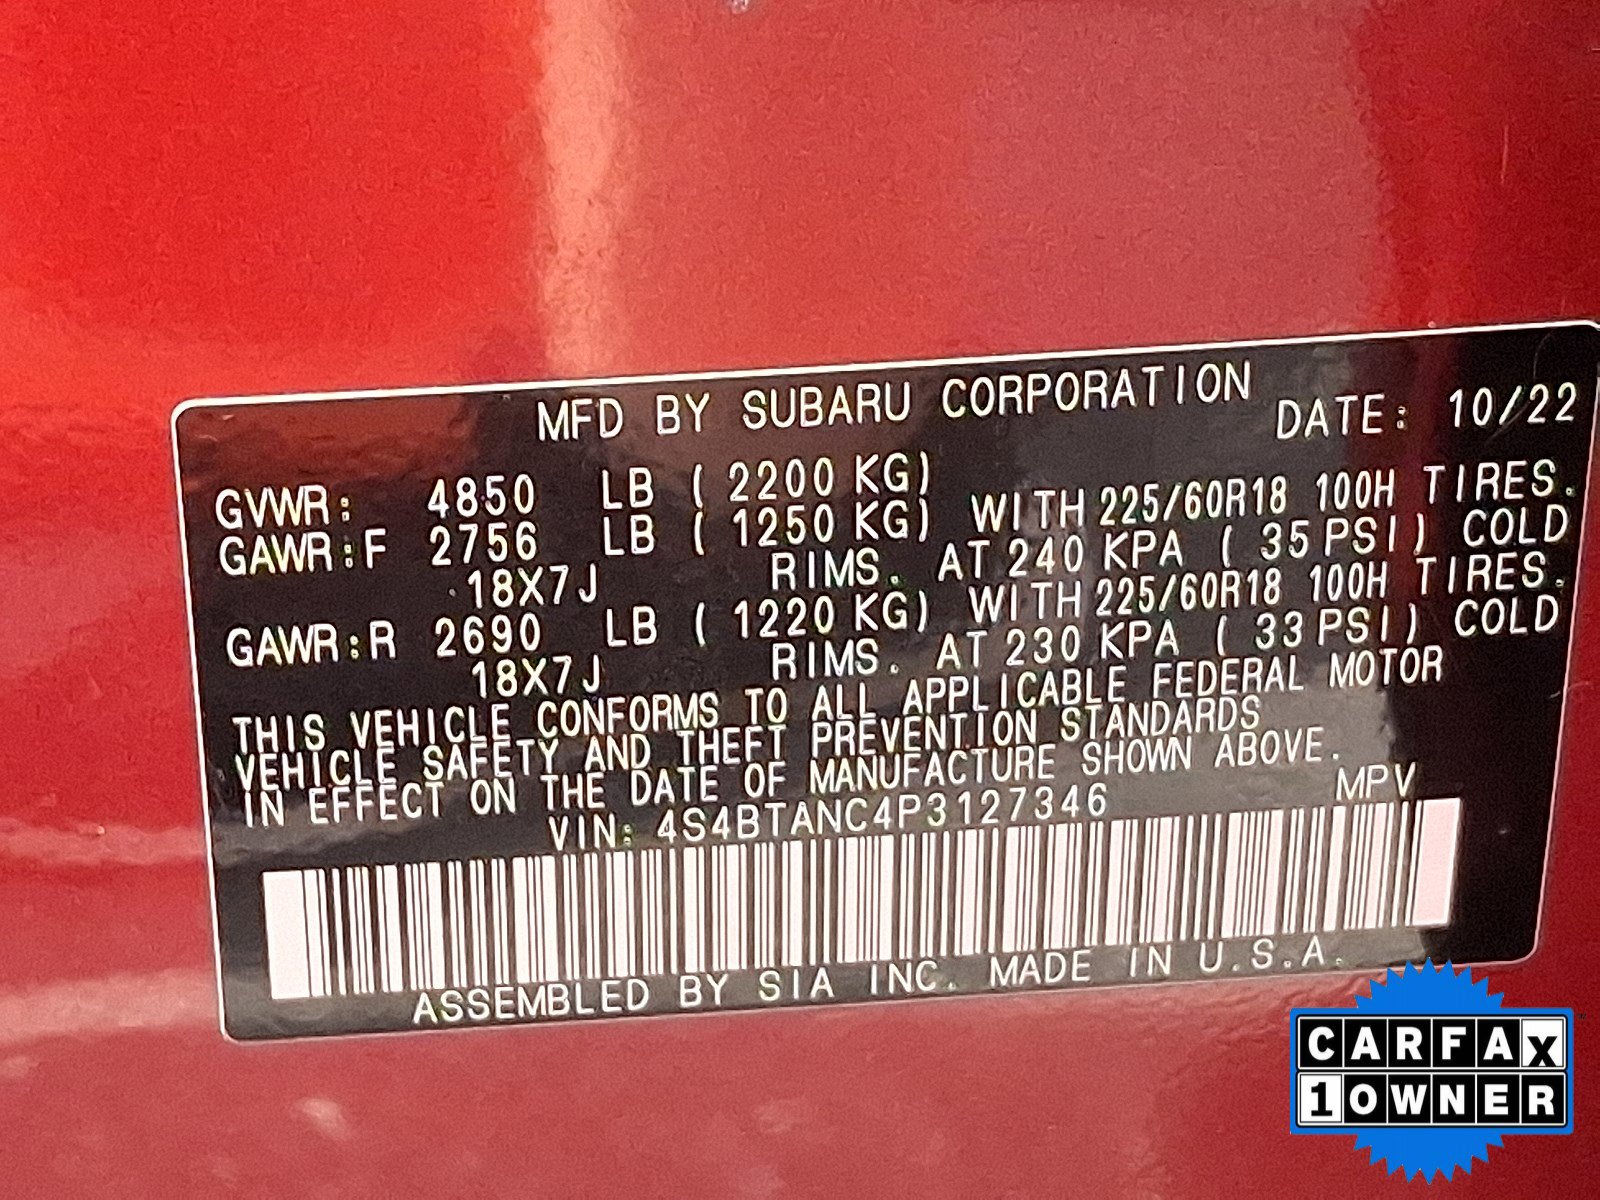 MFD BY SUBARU CORPORATION DATE: 10/22
GVWR: 4850 LB ( 2200 KG)
GAWR:F 2756 LB ( 1250 KG) WITH 225/60R18 100H TIRES.
18X7J RIMS. AT 240 KPA ( 35 PSI) COLD
GAWR:R 2690 LB ( 1220 KG) WITH 225/60R18 100H TIRES.
18X7J RIMS. AT 230 KPA ( 33 PSI) COLD
THIS VEHICLE CONFORMS TO ALL APPLICABLE FEDERAL MOTOR
VEHICLE SAFETY AND THEFT PREVENTION STANDARDS
IN EFFECT ON THE DATE OF MANUFACTURE SHOWN ABOVE.
VIN: 4S4BTANC4P3127346 MPV
ASSEMBLED BY SIA INC. MADE IN U.S.A.
CARFAX
1 OWNER